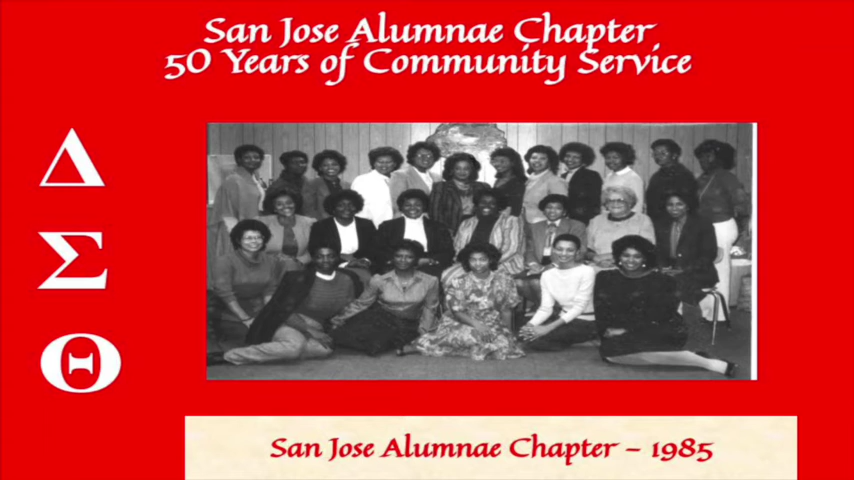 San Jose Alumnae Chapter
50 Years of Community Service
Δ
Σ
Θ
San Jose Alumnae Chapter – 1985